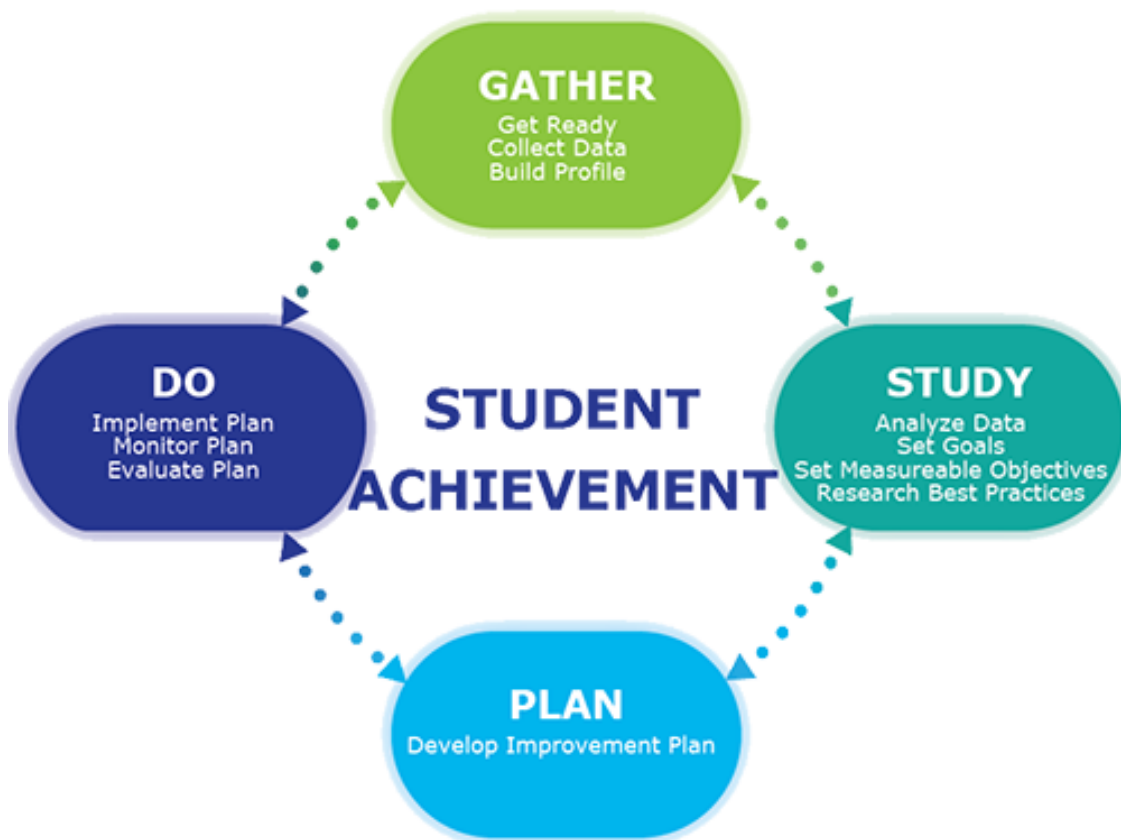 GATHER
Get Ready
Collect Data
Build Profile
DO
Implement Plan
Monitor Plan
Evaluate Plan
STUDENT
ACHIEVEMENT
STUDY
Analyze Data
Set Goals
Set Measureable Objectives
Research Best Practices
PLAN
Develop Improvement Plan